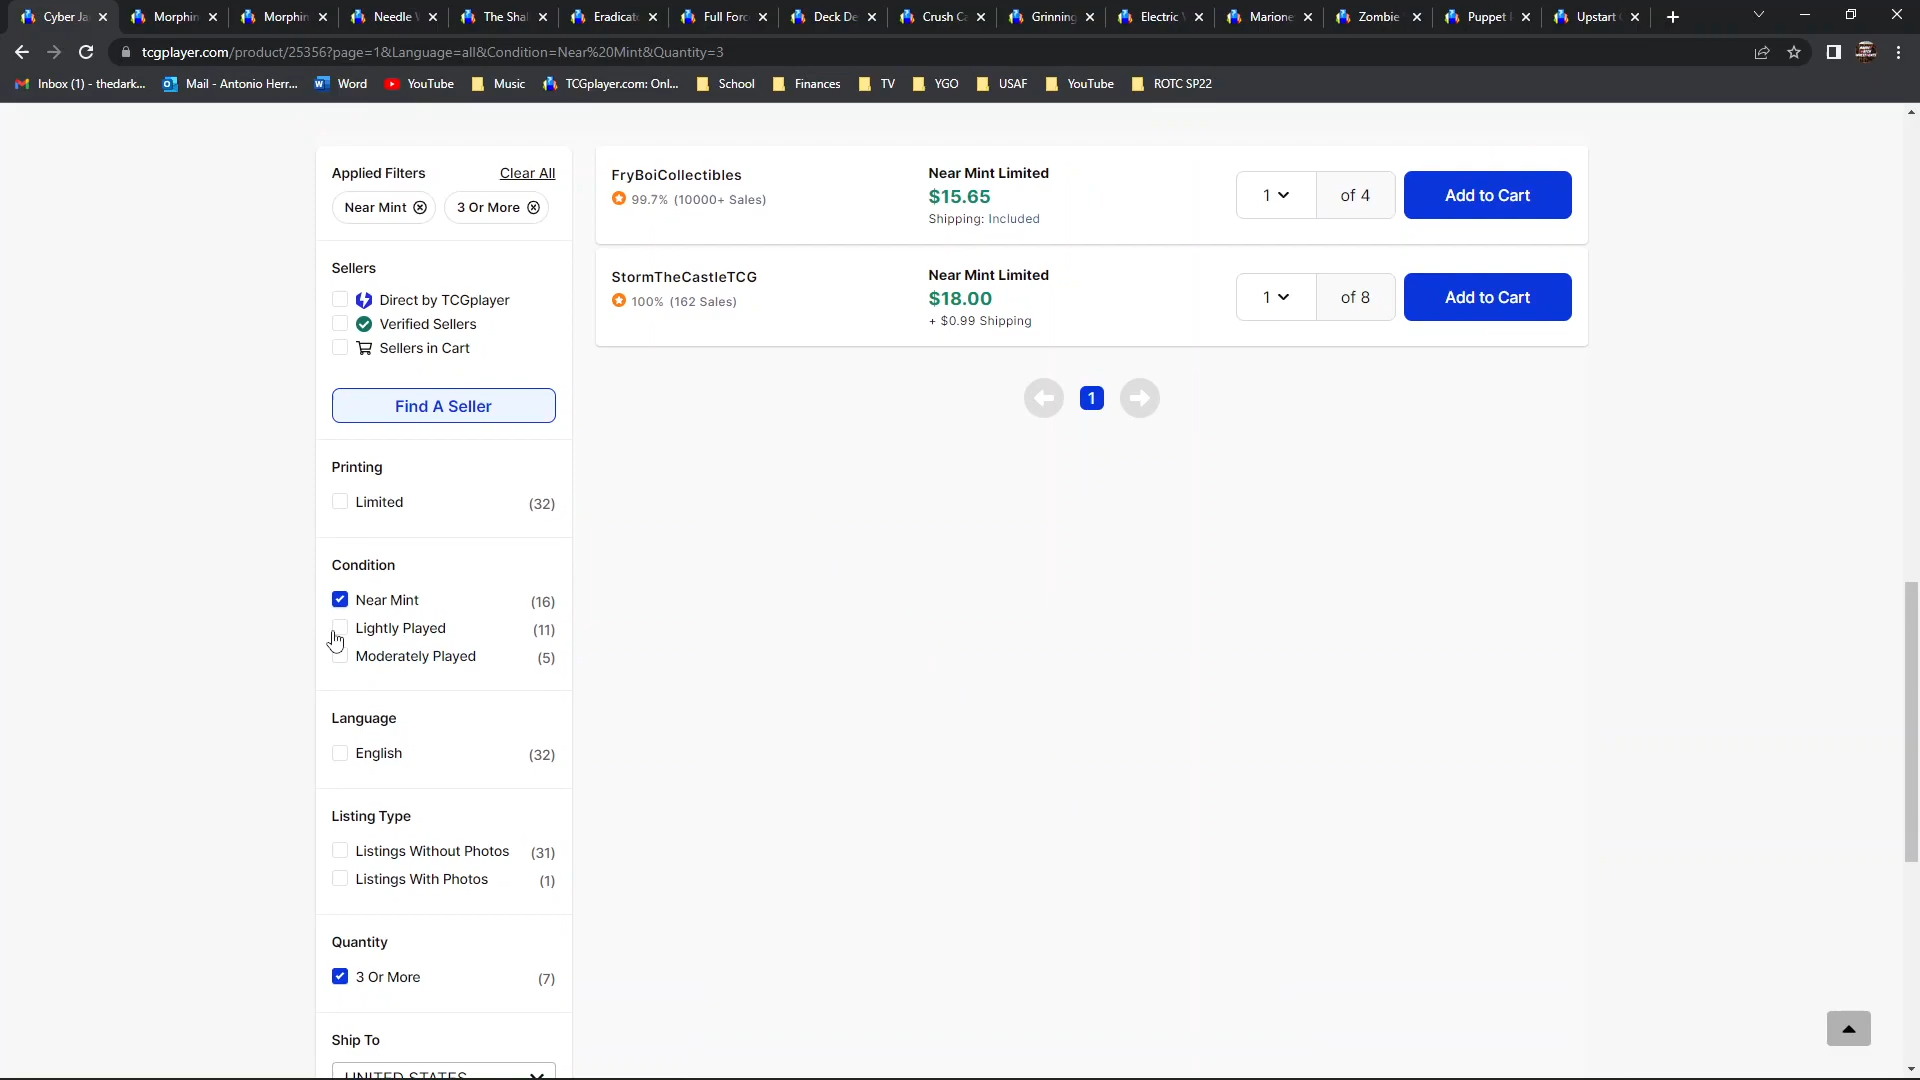 Cyber Ja
Morphin
Morphin
Needle
The Sha
Eradicat
Full Forc
Deck De
Crush Ca
Grinning
Electric
Marione
Zombie
Puppet
Upstart
tcgplayer.com/product/25356?page=1&Language=all&Condition=Near%20Mint&Quantity=3
Inbox (1) - thedark...
Mail - Antonio Herr...
Word
YouTube
Music
TCGplayer.com: Onl...
School
Finances
TV
YGO
USAF
YouTube
ROTC SP22
Applied Filters Clear All
Near Mint 3 Or More
Sellers
Direct by TCGplayer
Verified Sellers
Sellers in Cart
Find A Seller
Printing
Limited (32)
Condition
Near Mint (16)
Lightly Played (11)
Moderately Played (5)
Language
English (32)
Listing Type
Listings Without Photos (31)
Listings With Photos (1)
Quantity
3 Or More (7)
Ship To
UNITED STATES
FryBoiCollectibles
99.7% (10000+ Sales)
Near Mint Limited
$15.65
Shipping: Included
1 of 4 Add to Cart
StormTheCastleTCG
100% (162 Sales)
Near Mint Limited
$18.00
+ $0.99 Shipping
1 of 8 Add to Cart
1